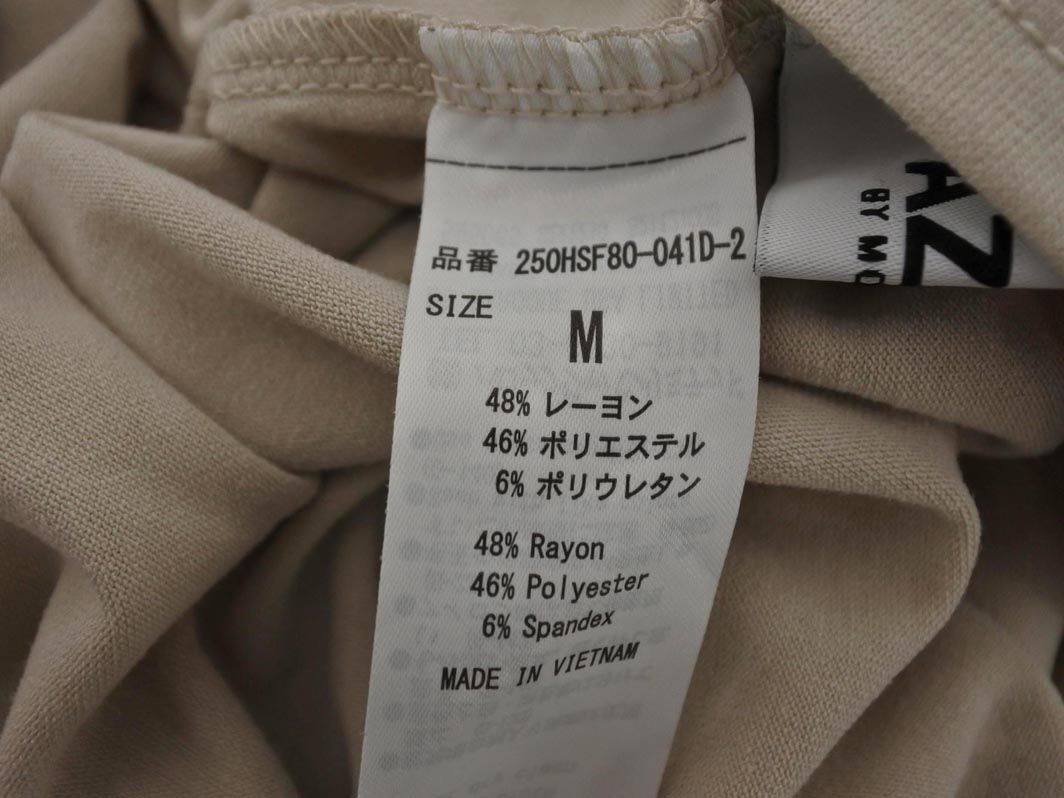 品番 250HSF80-041D-2
SIZE
M
48% レーヨン
46% ポリエステル
6% ポリウレタン
48% Rayon
46% Polyester
6% Spandex
MADE IN VIETNAM
AZ
BY MO